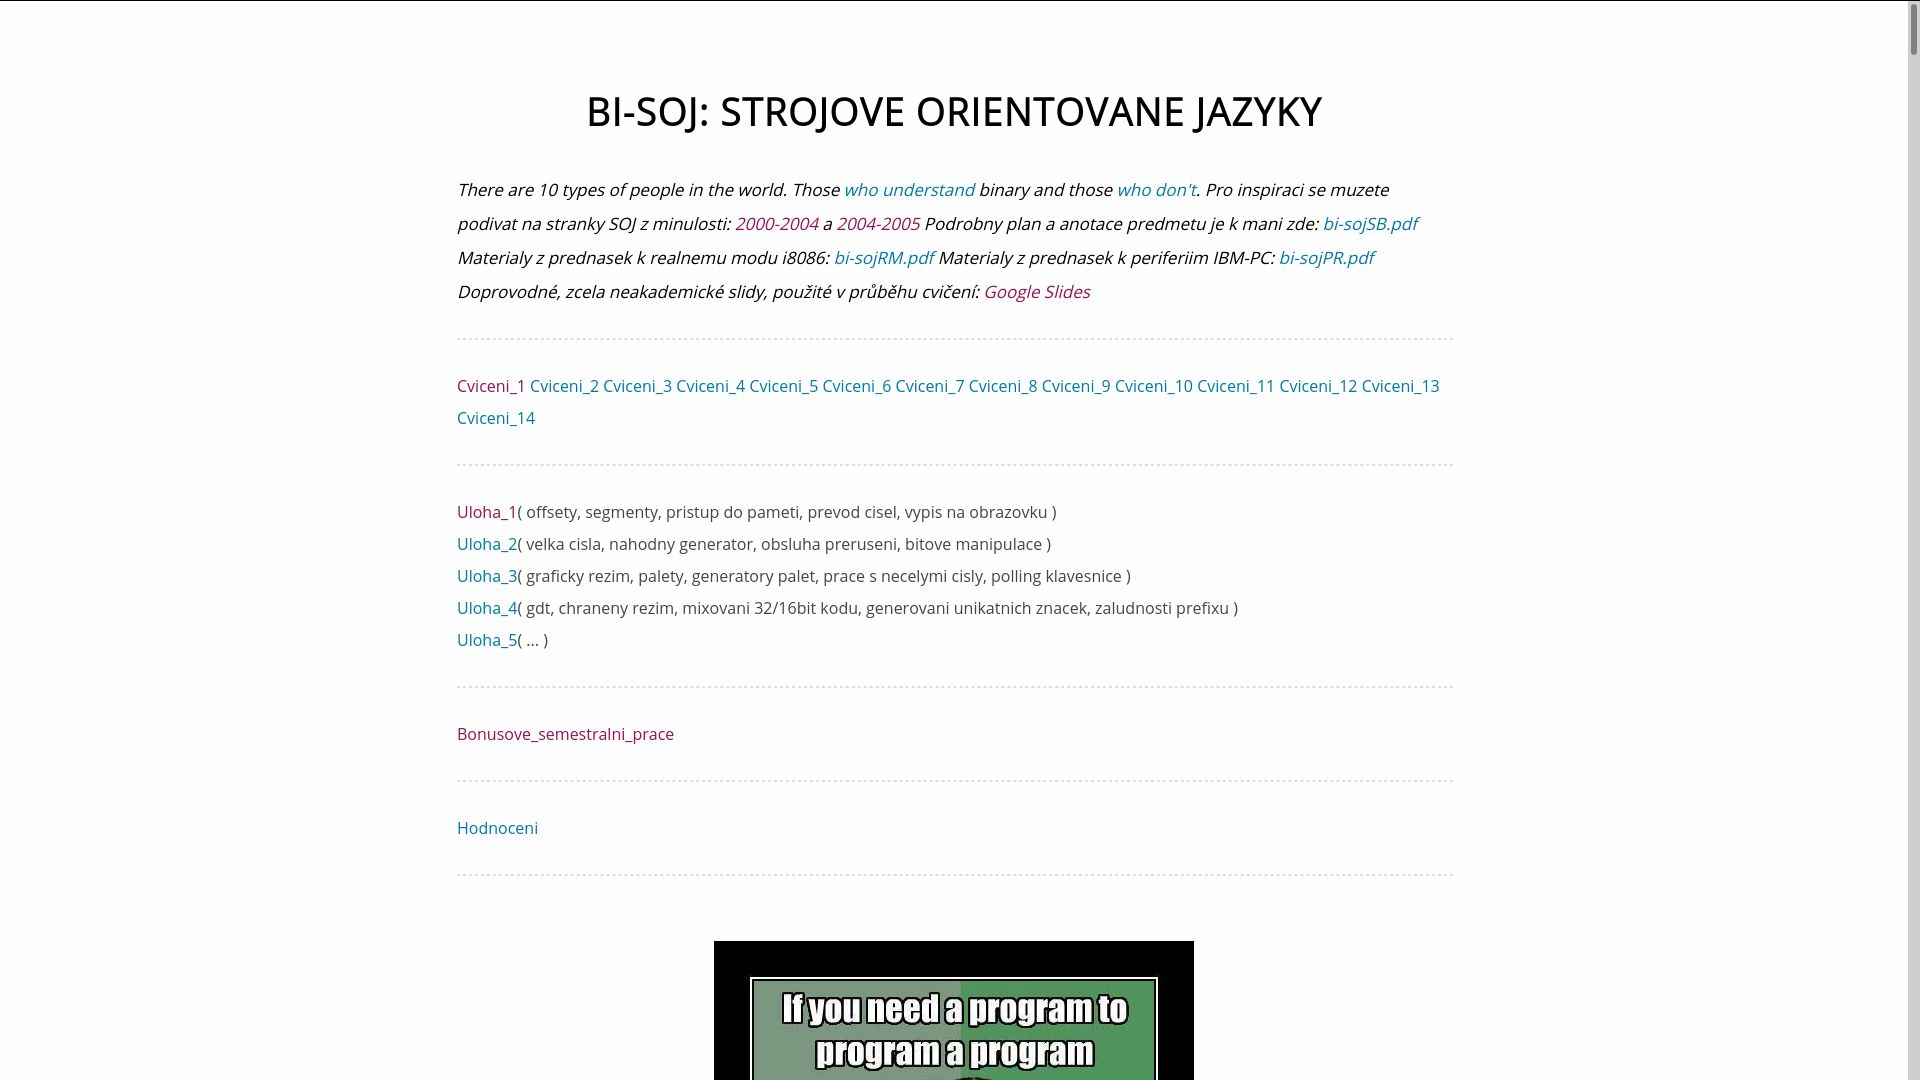 BI-SOJ: STROJOVE ORIENTOVANE JAZYKY
There are 10 types of people in the world. Those who understand binary and those who don't. Pro inspiraci se muzete
podivat na stranky SOJ z minulosti: 2000-2004 a 2004-2005 Podrobny plan a anotace predmetu je k mani zde: bi-sojSB.pdf
Materialy z prednasek k realnemu modu i8086: bi-sojRM.pdf Materialy z prednasek k periferiim IBM-PC: bi-sojPR.pdf
Doprovodné, zcela neakademické slidy, použité v průběhu cvičení: Google Slides
Cviceni_1 Cviceni_2 Cviceni_3 Cviceni_4 Cviceni_5 Cviceni_6 Cviceni_7 Cviceni_8 Cviceni_9 Cviceni_10 Cviceni_11 Cviceni_12 Cviceni_13
Cviceni_14
Uloha_1( offsety, segmenty, pristup do pameti, prevod cisel, vypis na obrazovku )
Uloha_2( velka cisla, nahodny generator, obsluha preruseni, bitove manipulace )
Uloha_3( graficky rezim, palety, generatory palet, prace s necelymi cisly, polling klavesnice )
Uloha_4( gdt, chraneny rezim, mixovani 32/16bit kodu, generovani unikatnich znacek, zaludnosti prefixu )
Uloha_5( ... )
Bonusove_semestralni_prace
Hodnoceni
If you need a program to
program a program